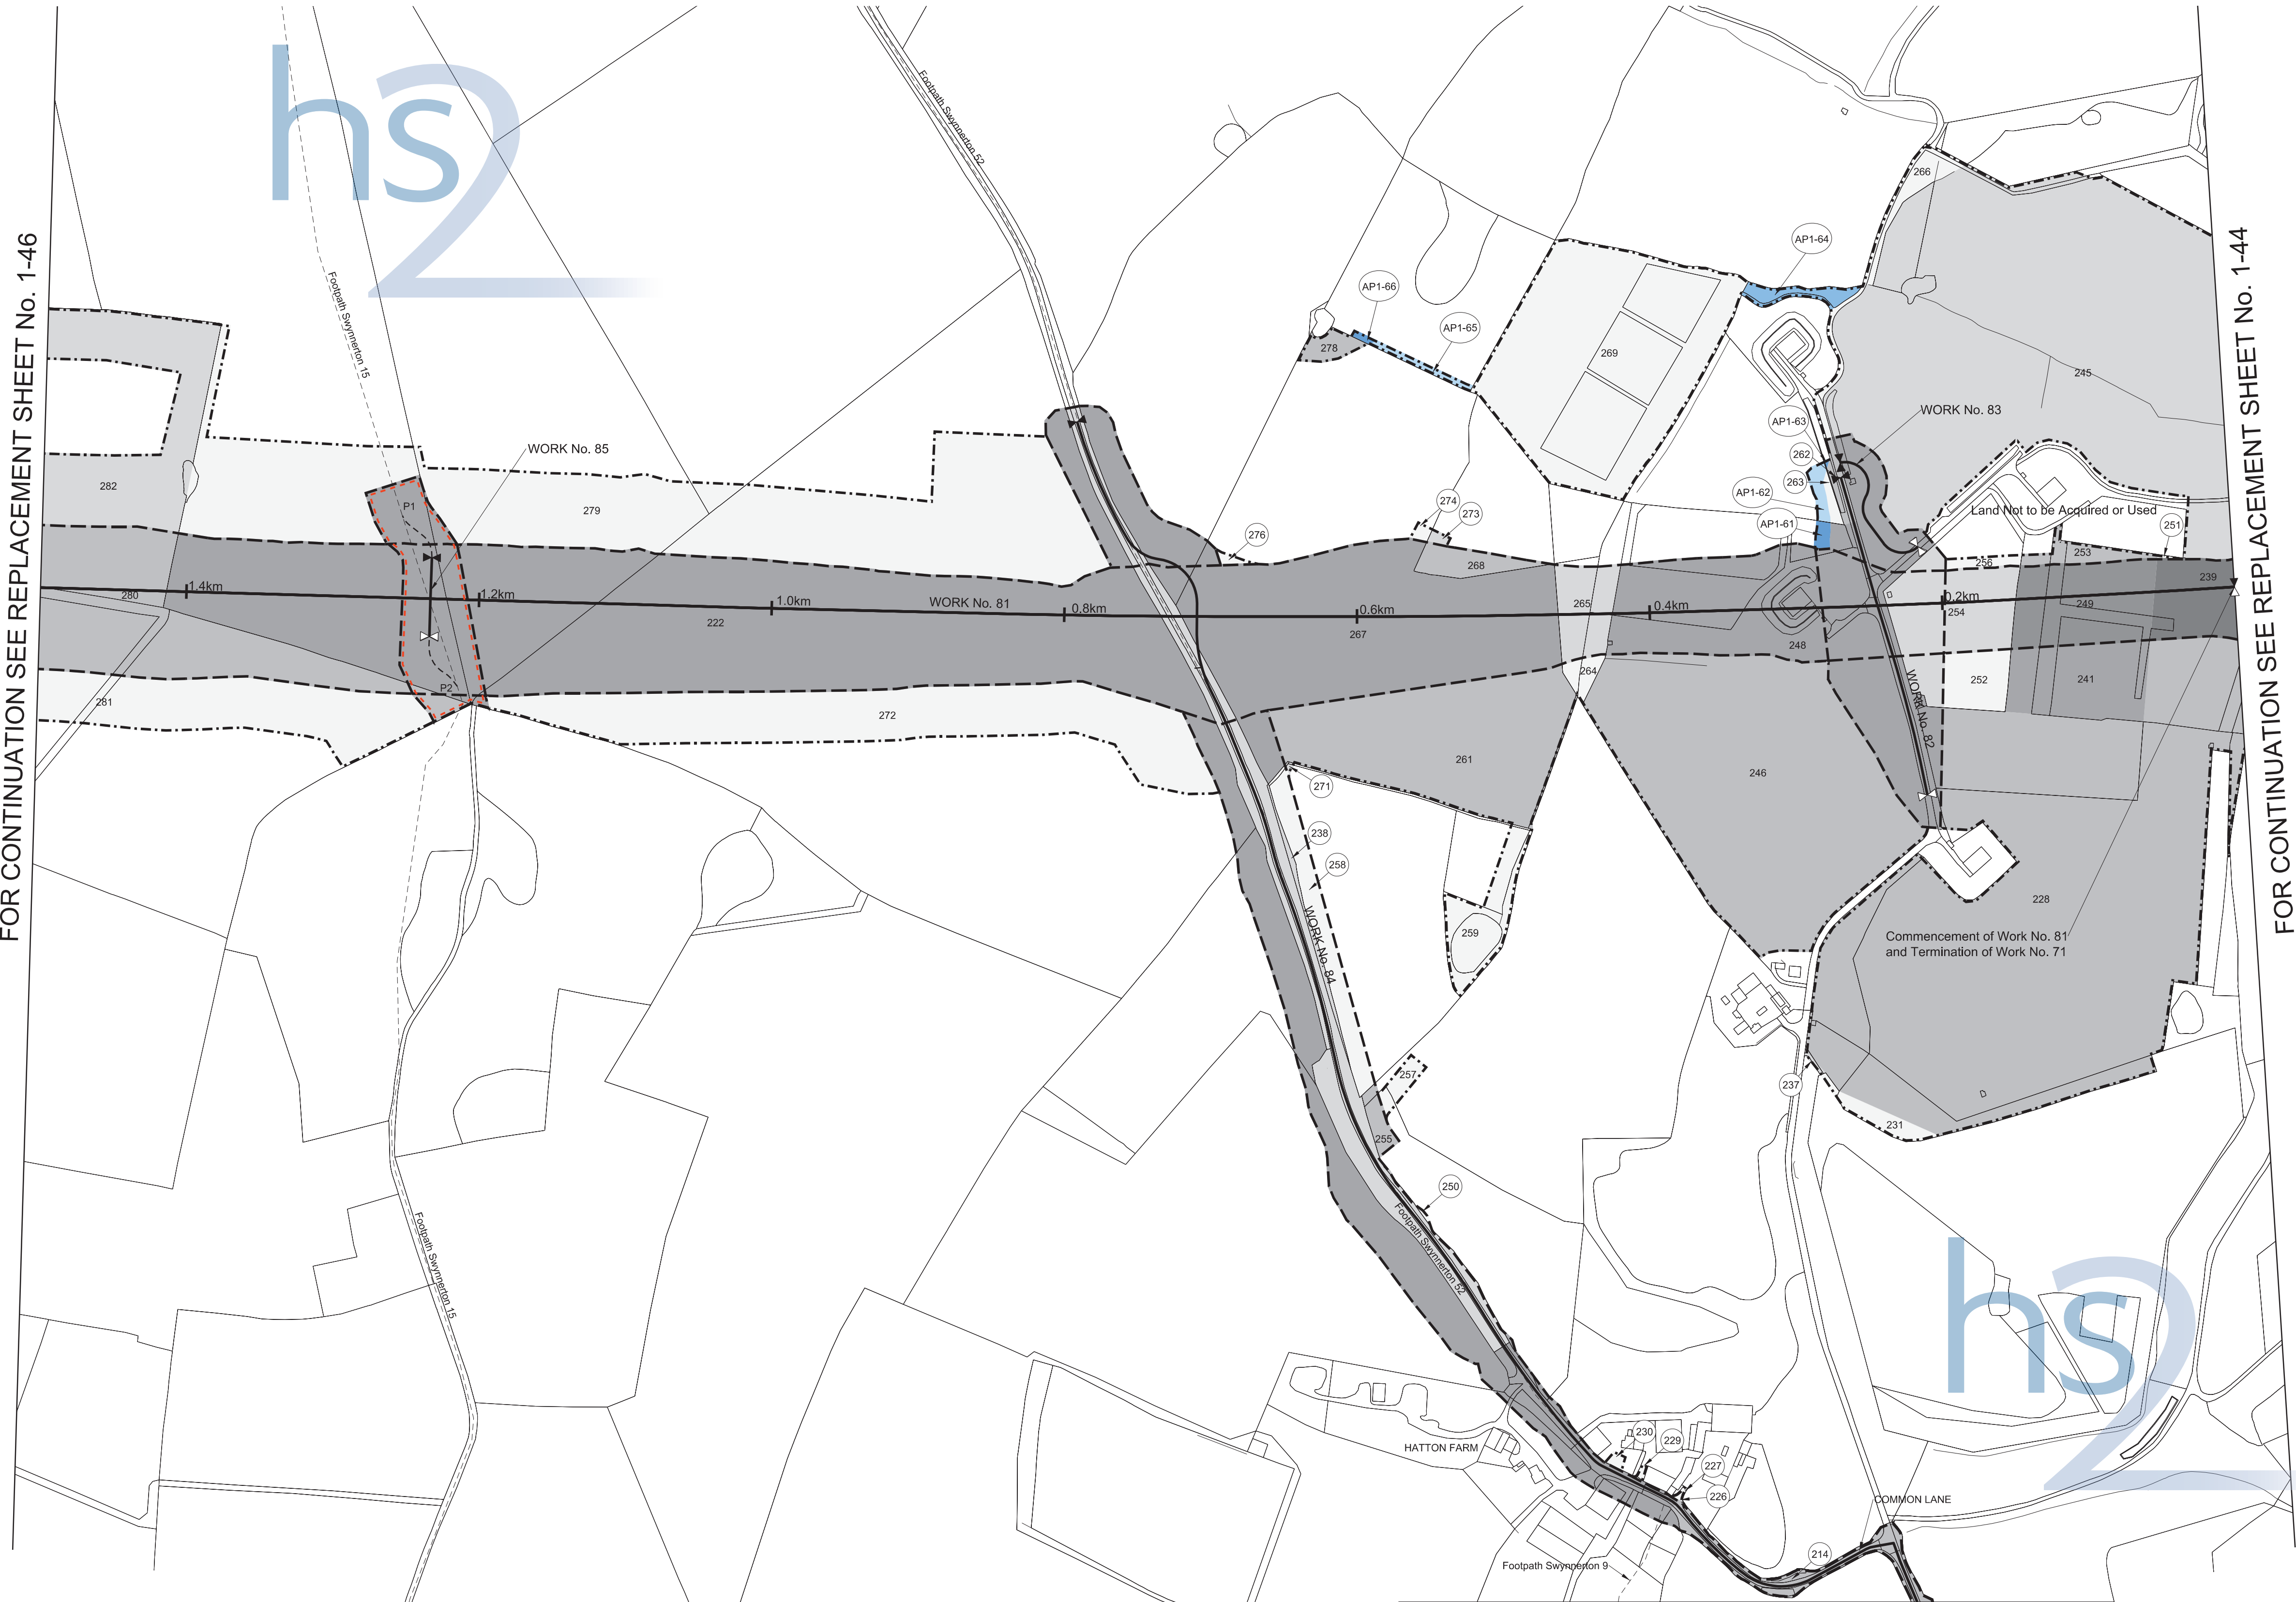 hs2
FOR CONTINUATION SEE REPLACEMENT SHEET No. 1-46
FOR CONTINUATION SEE REPLACEMENT SHEET No. 1-44
Footpath Swynnerton 52
Footpath Swynnerton 15
266
AP1-64
AP1-66
AP1-65
278
269
245
WORK No. 83
AP1-63
262
263
AP1-62
AP1-61
WORK No. 85
282
P1
279
274
273
276
Land Not to be Acquired or Used
251
253
256
268
239
1.4km
280
1.2km
1.0km
WORK No. 81
0.8km
0.6km
265
0.4km
0.2km
254
249
222
267
248
264
252
241
P2
281
272
WORK No. 82
261
246
271
238
258
228
WORK No. 84
259
Commencement of Work No. 81
and Termination of Work No. 71
257
237
255
231
250
Footpath Swynnerton 52
Footpath Swynnerton 15
hs2
HATTON FARM
230
229
227
226
COMMON LANE
214
Footpath Swynnerton 9